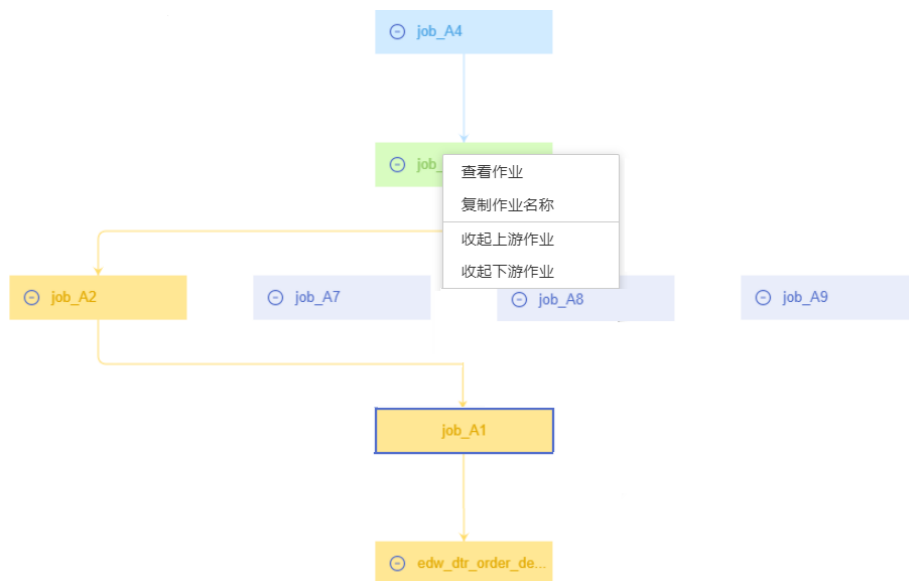 job_A4
job_
查看作业
复制作业名称
收起上游作业
收起下游作业
job_A2
job_A7
job_A8
job_A9
job_A1
edw_dtr_order_de...